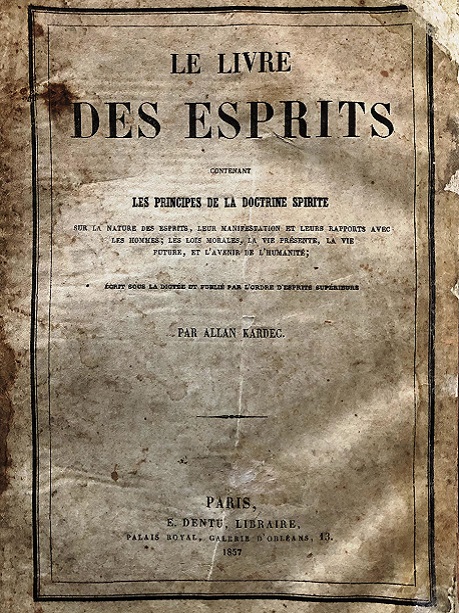 LE LIVRE
DES ESPRITS
CONTENANT
LES PRINCIPES DE LA DOCTRINE SPIRITE
SUR LA NATURE DES ESPRITS, LEUR MANIFESTATION ET LEURS RAPPORTS AVEC
LES HOMMES; LES LOIS MORALES, LA VIE PRÉSENTE, LA VIE
FUTURE, ET L'AVENIR DE L'HUMANITÉ;
ÉCRIT SOUS LA DICTÉE ET PUBLIÉ PAR L'ORDRE D'ESPRITS SUPÉRIEURS
PAR ALLAN KARDEC.
PARIS,
E. DENTU, LIBRAIRE,
PALAIS ROYAL, GALERIE D'ORLÉANS, 13.
1857